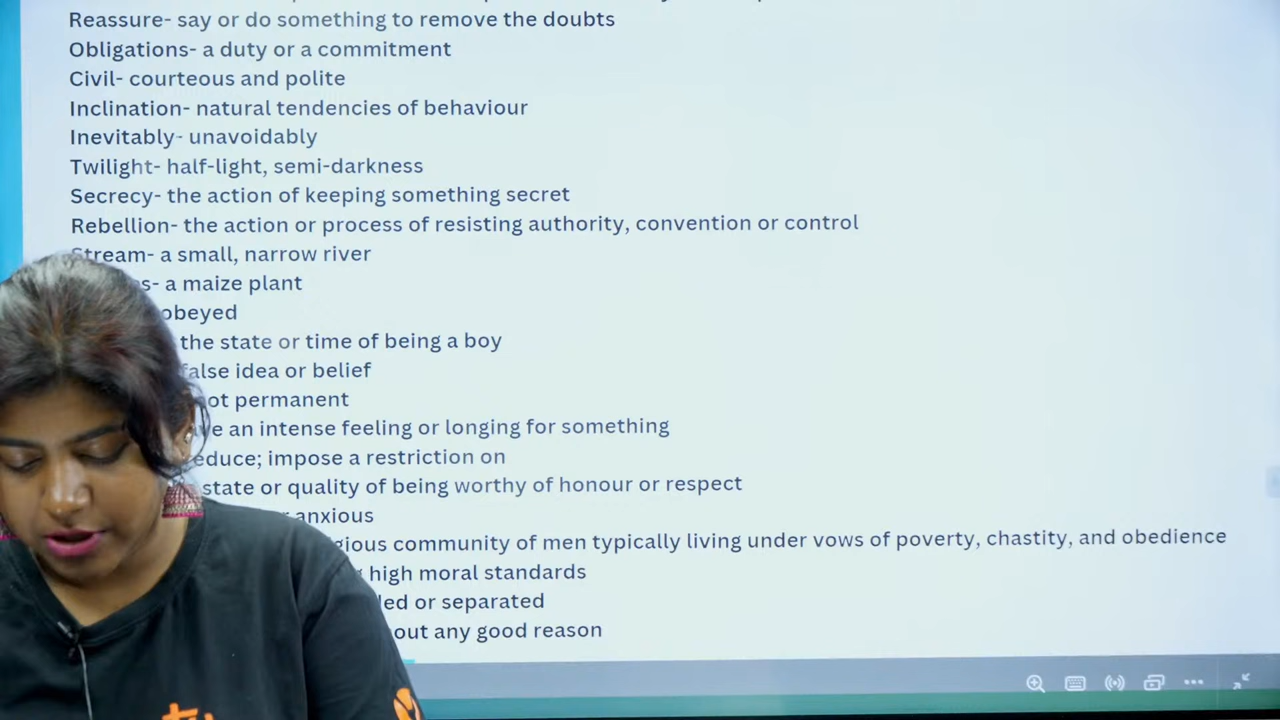 Reassure- say or do something to remove the doubts
Obligations- a duty or a commitment
Civil- courteous and polite
Inclination- natural tendencies of behaviour
Inevitably- unavoidably
Twilight- half-light, semi-darkness
Secrecy- the action of keeping something secret
Rebellion- the action or process of resisting authority, convention or control
Stream- a small, narrow river
a maize plant
obeyed
the state or time of being a boy
false idea or belief
not permanent
an intense feeling or longing for something
reduce; impose a restriction on
state or quality of being worthy of honour or respect
anxious
community of men typically living under vows of poverty, chastity, and obedience
high moral standards
or separated
any good reason